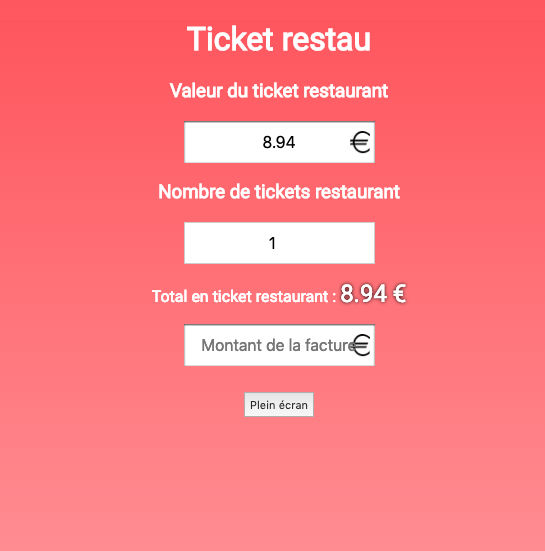 Ticket restau
Valeur du ticket restaurant
8.94 €
Nombre de tickets restaurant
1
Total en ticket restaurant : 8.94 €
Montant de la facture €
Plein écran